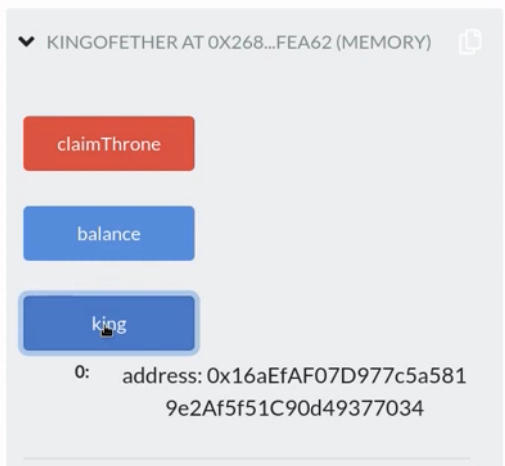 KINGOFETHER AT 0X268...FEA62 (MEMORY)
claimThrone
balance
king
0: address: 0x16aEfAF07D977c5a581
9e2Af5f51C90d49377034